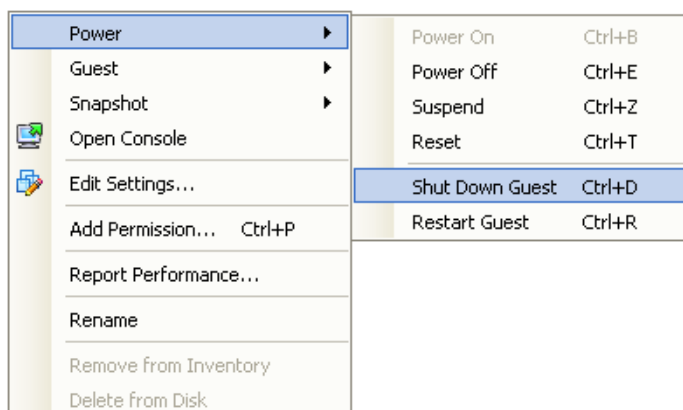 Power
Guest
Snapshot
Open Console
Edit Settings...
Add Permission... Ctrl+P
Report Performance...
Rename
Remove from Inventory
Delete from Disk
Power On Ctrl+B
Power Off Ctrl+E
Suspend Ctrl+Z
Reset Ctrl+T
Shut Down Guest Ctrl+D
Restart Guest Ctrl+R